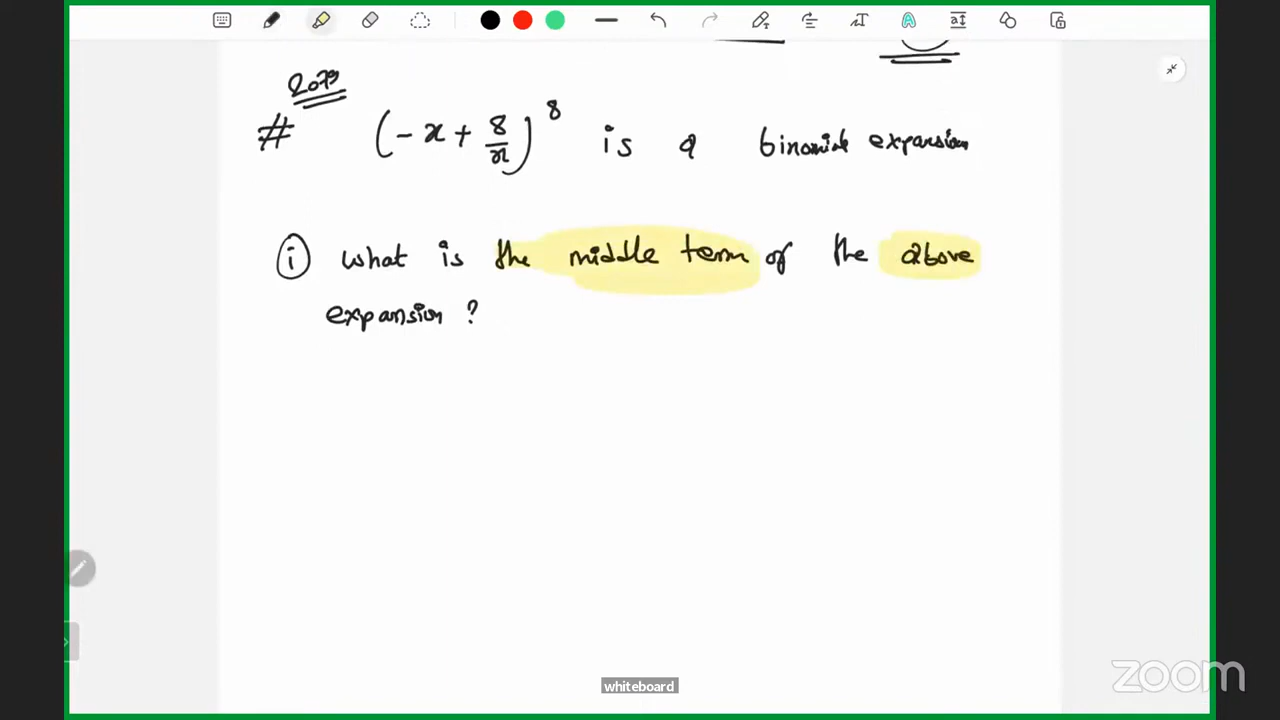 2079
# (-x + 8/x)^8 is a binomial expansion
(i) what is the middle term of the above
expansion ?
whiteboard
zoom